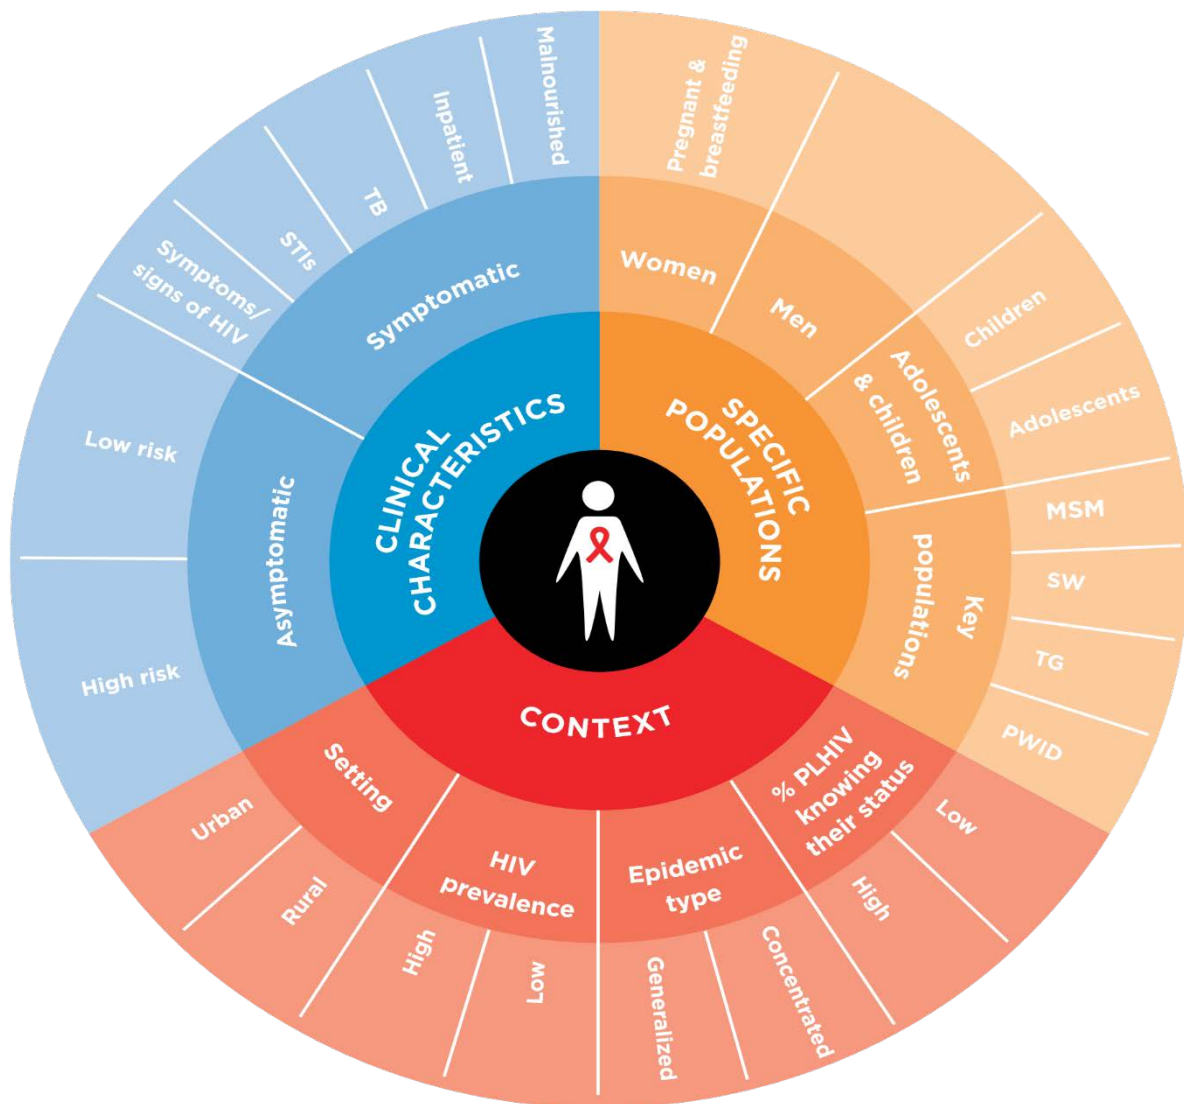 CLINICAL
CHARACTERISTICS
Symptomatic
Symptoms/
signs of HIV
STIs
TB
Inpatient
Malnourished
Asymptomatic
Low risk
High risk
SPECIFIC
POPULATIONS
Women
Pregnant &
breastfeeding
Men
Adolescents
& children
Children
Adolescents
Key
populations
MSM
SW
TG
PWID
CONTEXT
Setting
Urban
Rural
HIV
prevalence
High
Low
Epidemic
type
Generalized
Concentrated
% PLHIV
knowing
their status
High
Low